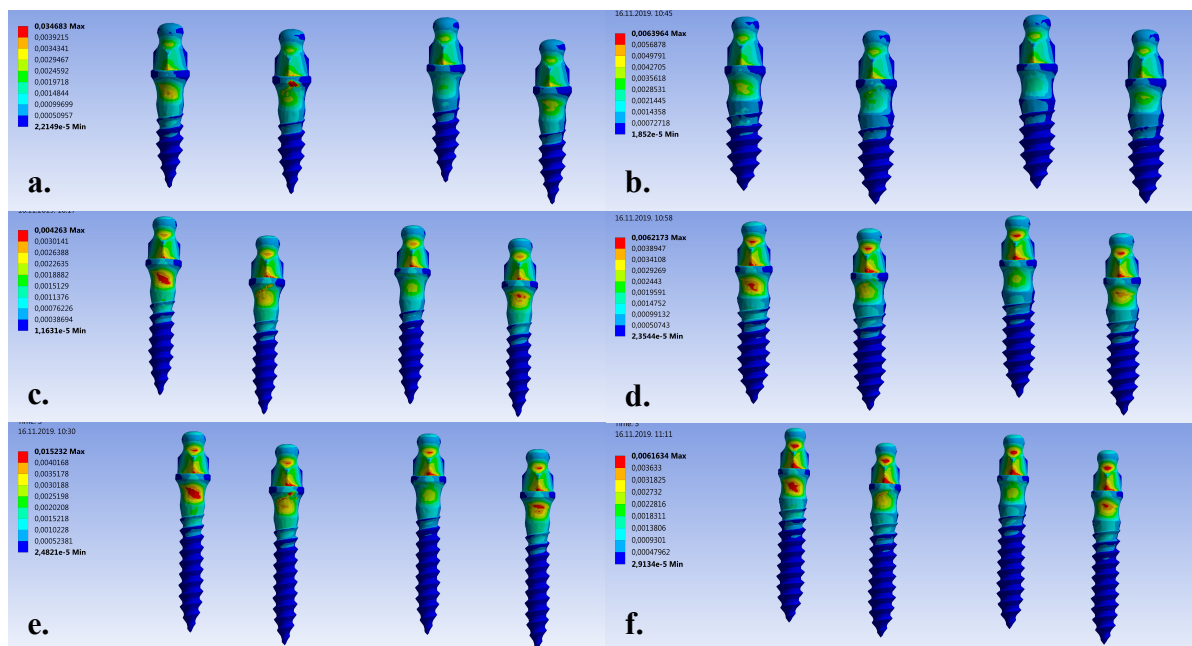 0,034683 Max
0,0039215
0,0034341
0,0029467
0,0024592
0,0019718
0,0014844
0,00099699
0,00050957
2,2149e-5 Min
a.
16.11.2019. 10:45
0,0063964 Max
0,0056878
0,0049791
0,0042705
0,0035618
0,0028531
0,0021445
0,0014358
0,00072718
1,852e-5 Min
b.
0,004263 Max
0,0030141
0,0026388
0,0022635
0,0018882
0,0015129
0,0011376
0,00076226
0,00038694
1,1631e-5 Min
c.
16.11.2019. 10:58
0,0062173 Max
0,0038947
0,0034108
0,0029269
0,002443
0,0019591
0,0014752
0,00099132
0,00050743
2,3544e-5 Min
d.
16.11.2019. 10:30
0,015232 Max
0,0040168
0,0035178
0,0030188
0,0025198
0,0020208
0,0015218
0,0010228
0,00052381
2,4821e-5 Min
e.
16.11.2019. 11:11
0,0061634 Max
0,003633
0,0031825
0,002732
0,0022816
0,0018311
0,0013806
0,0009301
0,00047962
2,9134e-5 Min
f.